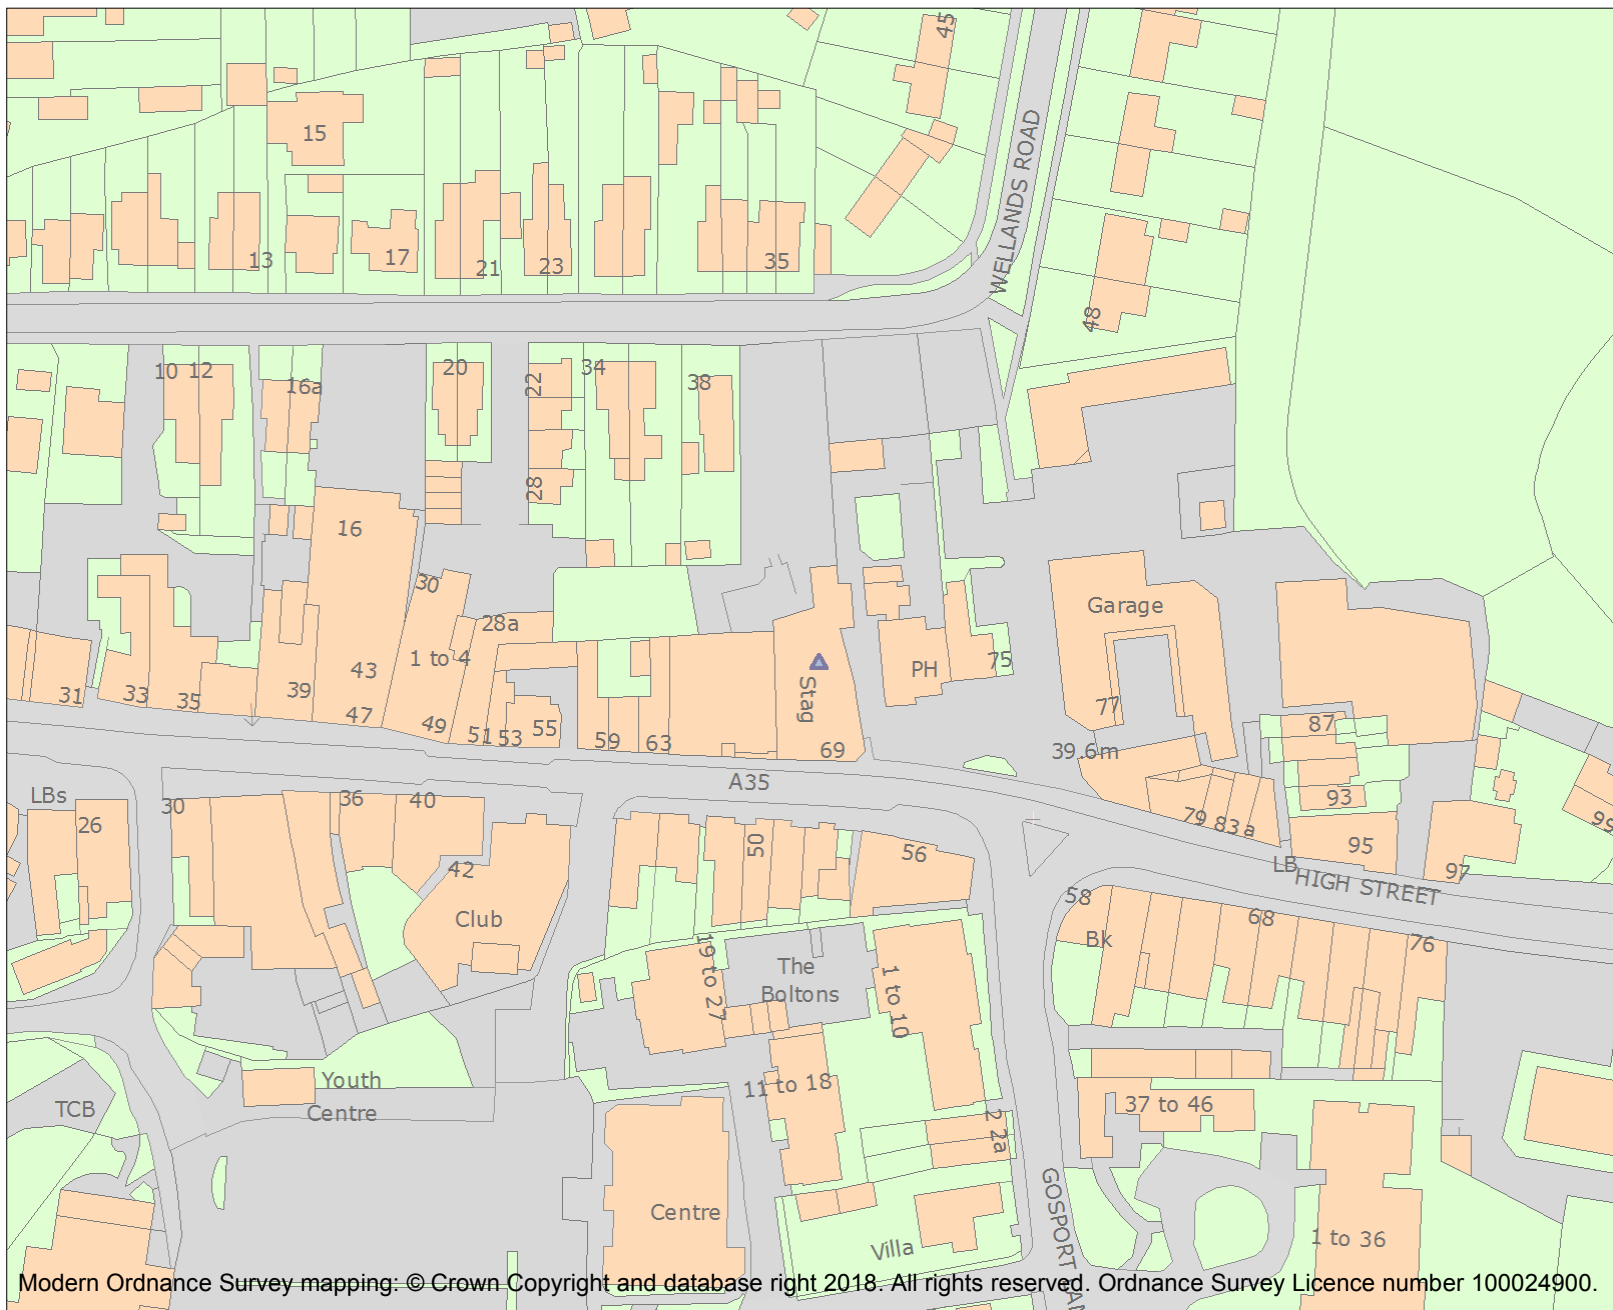 45
15
WELLANDS ROAD
13
17
21
23
35
48
10 12
16a
20
22
34
38
28
16
30
28a
1 to 4
Garage
PH
75
Stag
31
33
35
39
43
47
49
51
53
55
59
63
69
77
87
39.6m
A35
LBs
26
30
36
40
42
Club
50
56
79
83a
93
95
97
99
LB
HIGH STREET
58
Bk
68
76
19 to 27
The
Boltons
1 to 10
Youth
Centre
TCB
11 to 18
2 2a
37 to 46
GOSPORT LAN
Centre
Villa
1 to 36
Modern Ordnance Survey mapping: © Crown Copyright and database right 2018. All rights reserved. Ordnance Survey Licence number 100024900.